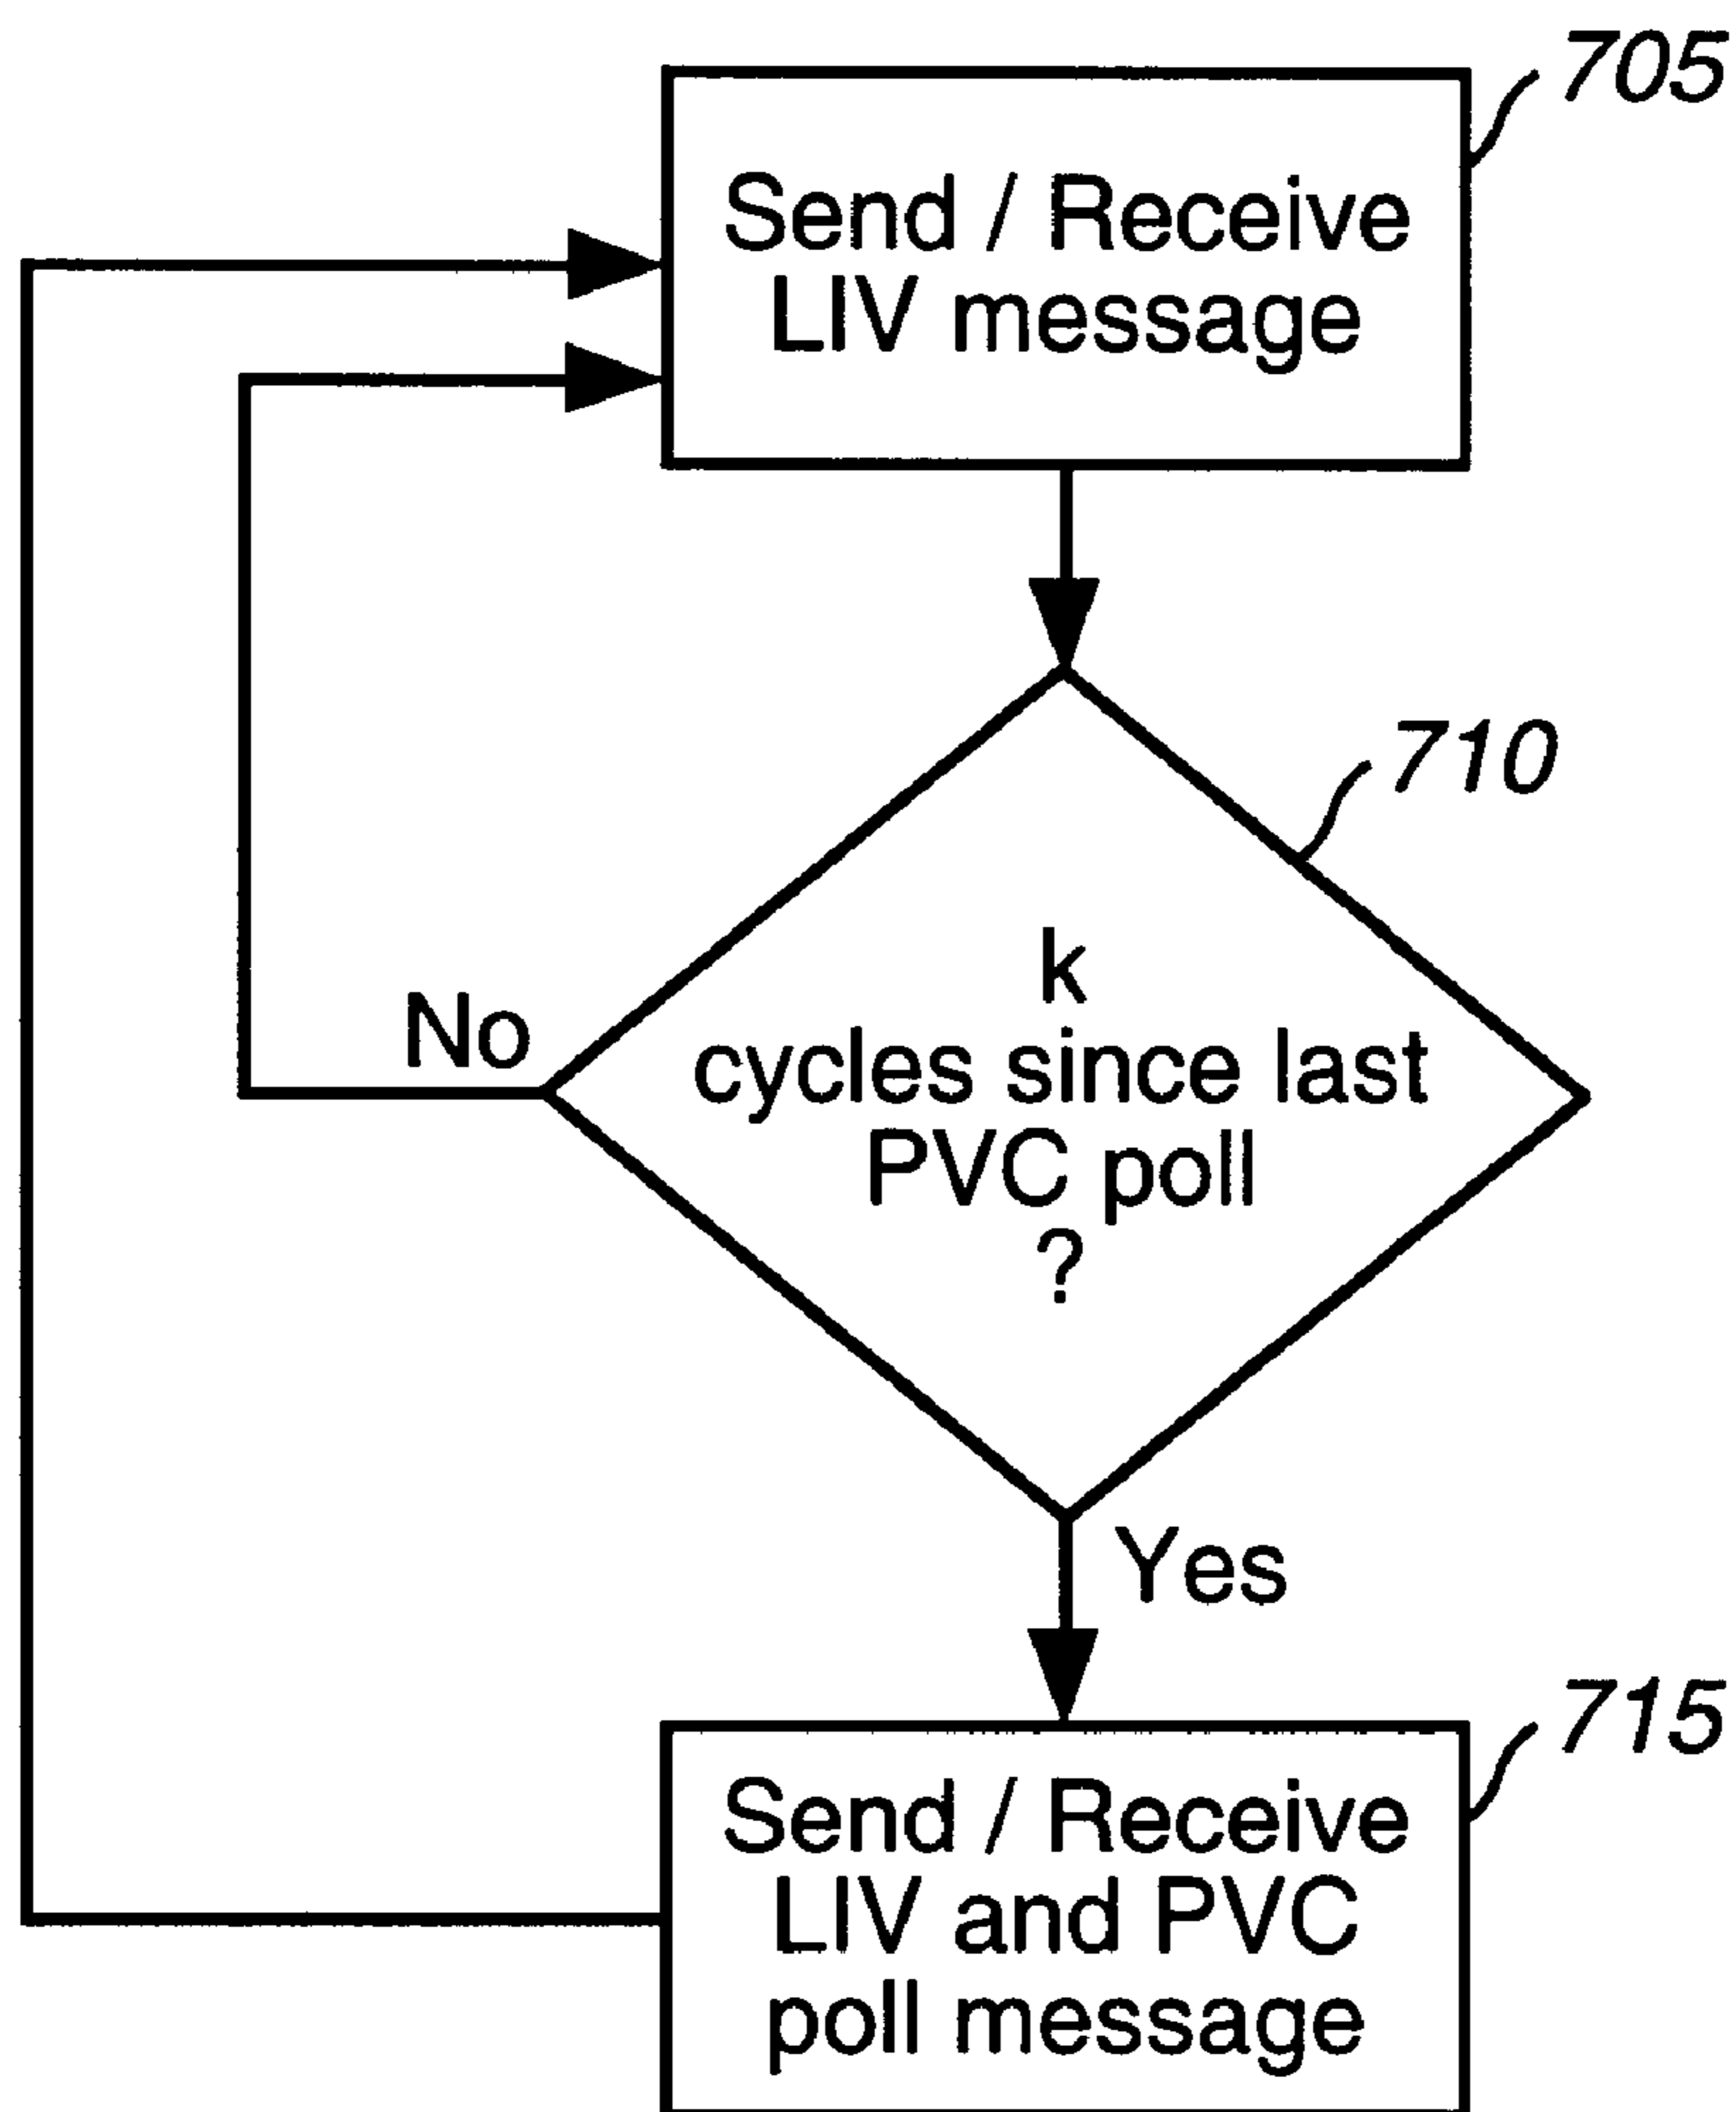 705
Send / Receive
LIV message
710
k
cycles since last
PVC poll
?
No
Yes
715
Send / Receive
LIV and PVC
poll message